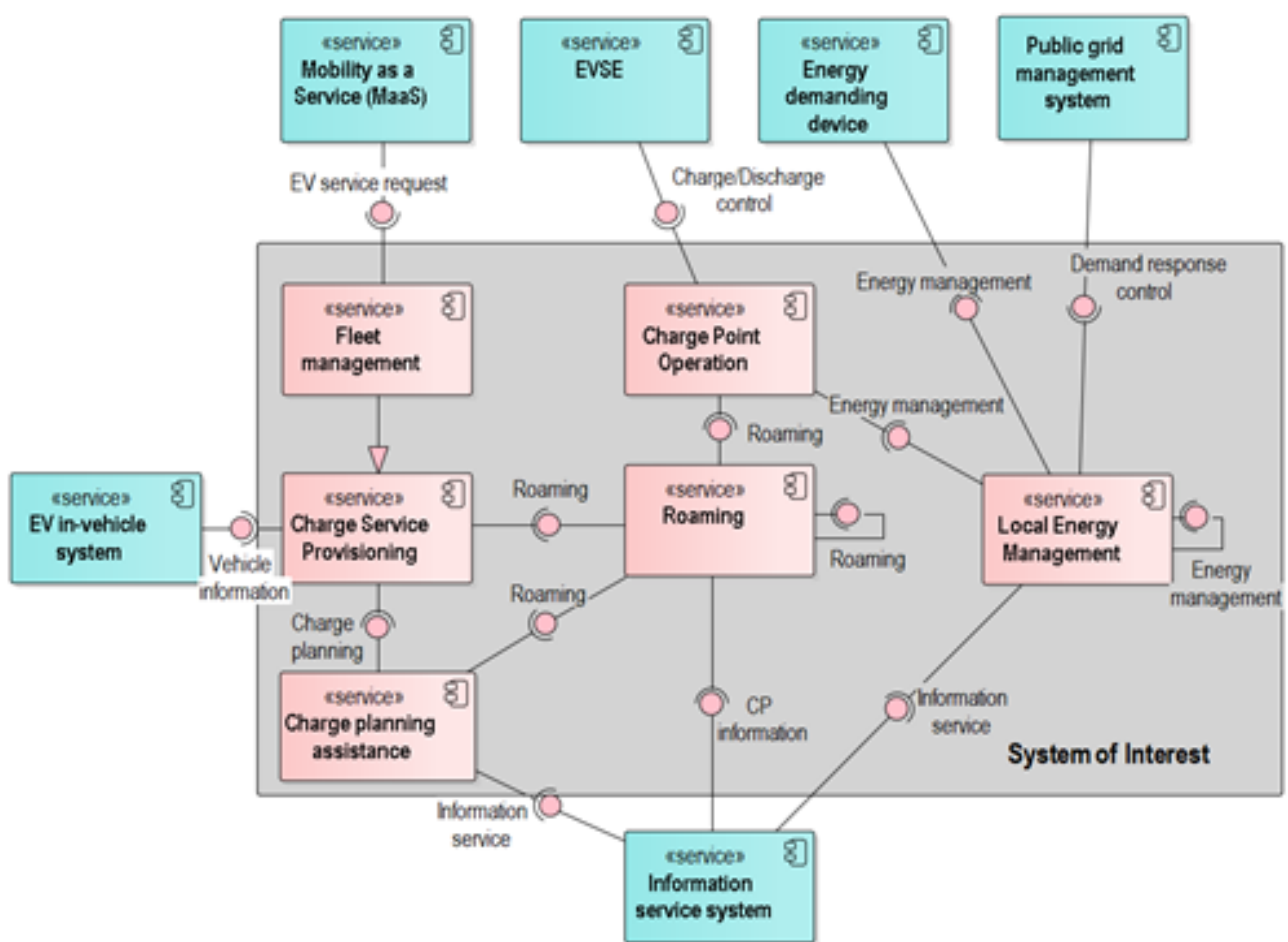 «service»
Mobility as a
Service (MaaS)
«service»
EVSE
«service»
Energy
demanding
device
Public grid
management
system
EV service request
Charge/Discharge
control
Energy management
Demand response
control
«service»
Fleet
management
«service»
Charge Point
Operation
Energy management
Roaming
«service»
EV in-vehicle
system
Vehicle
information
«service»
Charge Service
Provisioning
Roaming
«service»
Roaming
Roaming
«service»
Local Energy
Management
Energy
management
Charge
planning
Roaming
«service»
Charge planning
assistance
CP
information
Information
service
System of Interest
Information
service
«service»
Information
service system